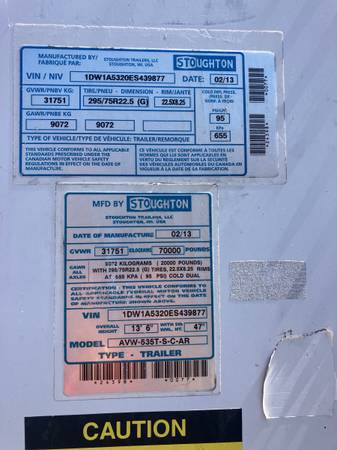 MANUFACTURED BY/
FABRIQUÉ PAR:
STOUGHTON TRAILERS, LLC
STOUGHTON, WI. USA
STOUGHTON
VIN / NIV 1DW1A5320ES439877 DATE: 02/13
GVWR/PNBV KG: TIRE/PNEU - DIMENSION - RIM/JANTE
31751 295/75R22.5 (G) 22.5X8.25
COLD INFL. PRESS.
PSI/LPC
95
GAWR/PNBE KG
9072 9072
KPA
655
TYPE OF VEHICLE/TYPE DE VÉHICULE: TRAILER/REMORQUE
THIS VEHICLE CONFORMS TO ALL APPLICABLE
STANDARDS PRESCRIBED UNDER THE
CANADIAN MOTOR VEHICLE SAFETY
REGULATIONS IN EFFECT ON THE DATE OF
MANUFACTURE.
CE VÉHICULE EST CONFORME À TOUTES LES
NORMES QUI LUI SONT APPLICABLES EN
VERTU DU RÈGLEMENT SUR LA SÉCURITÉ
DES VÉHICULES AUTOMOBILES DU CANADA EN
VIGUEUR À LA DATE DE SA FABRICATION.
MFD BY STOUGHTON
STOUGHTON TRAILERS, LLC
STOUGHTON, WI. USA
DATE OF MANUFACTURE 02/13
GVWR 31751 KILOGRAMS 70000 POUNDS
GAWR ALL AXLES
9072 KILOGRAMS ( 20000 POUNDS)
WITH 295/75R22.5 (G) TIRES, 22.5X8.25 RIMS
AT 655 KPA ( 95 PSI) COLD DUAL
THIS VEHICLE CONFORMS TO ALL
APPLICABLE FEDERAL MOTOR VEHICLE
SAFETY STANDARDS IN EFFECT ON THE
DATE OF MANUFACTURE SHOWN ABOVE.
VIN 1DW1A5320ES439877
OVERALL HEIGHT 13' 6" 47"
MODEL AVW-535T-S-C-AR
TYPE - TRAILER
CAUTION